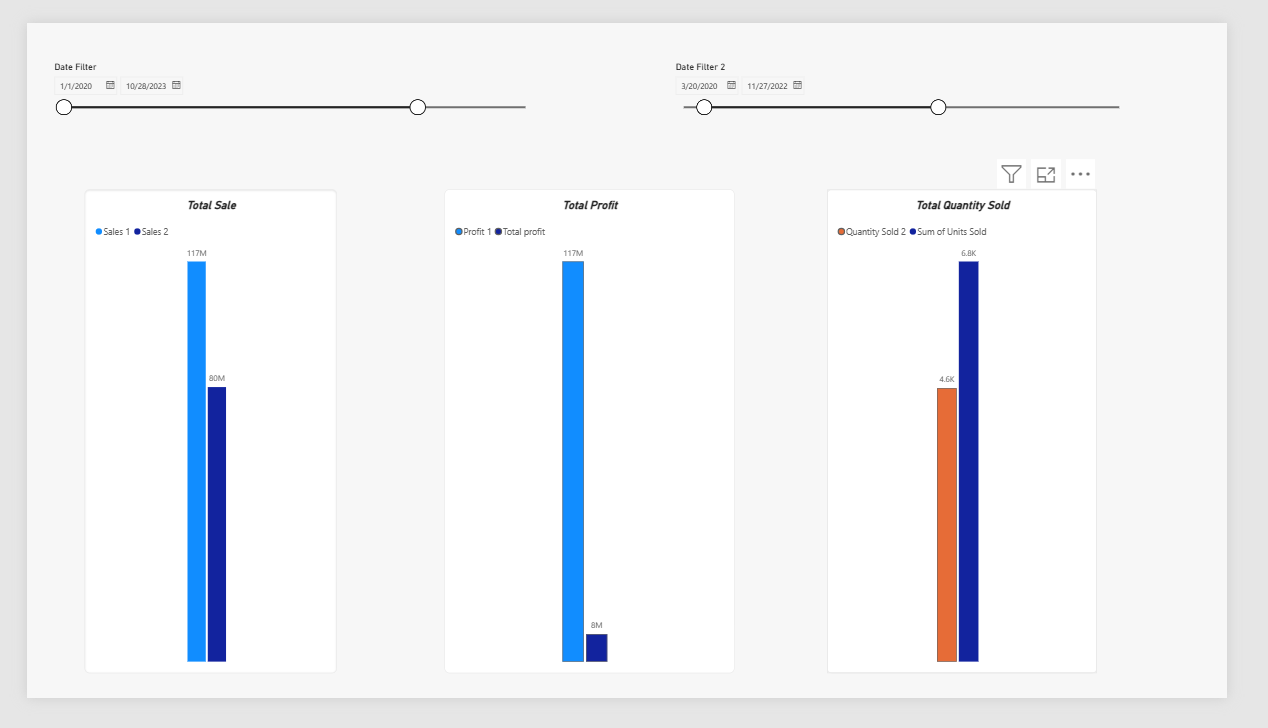 Date Filter
1/1/2020 10/28/2023
Date Filter 2
3/20/2020 11/27/2022
Total Sale
Sales 1 Sales 2
117M
80M
Total Profit
Profit 1 Total profit
117M
8M
Total Quantity Sold
Quantity Sold 2 Sum of Units Sold
6.8K
4.6K